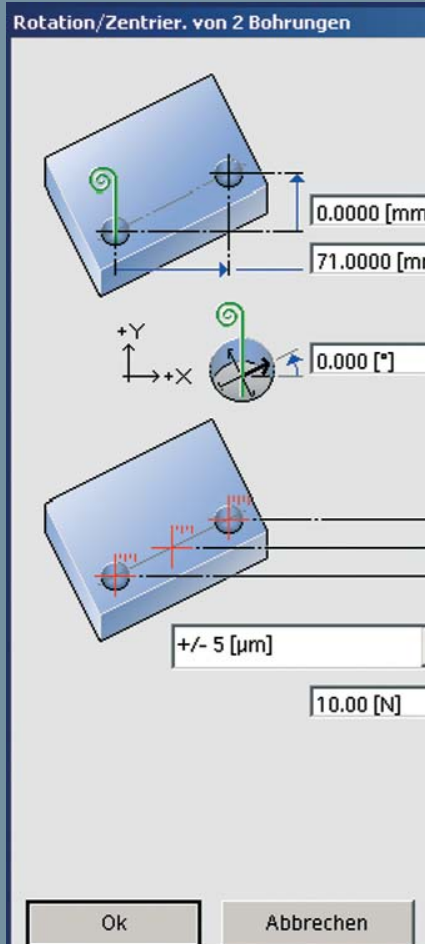 Rotation/Zentrier. von 2 Bohrungen
0.0000 [mm
71.0000 [m
+Y
+X
0.000 [°]
+/- 5 [µm]
10.00 [N]
Ok
Abbrechen